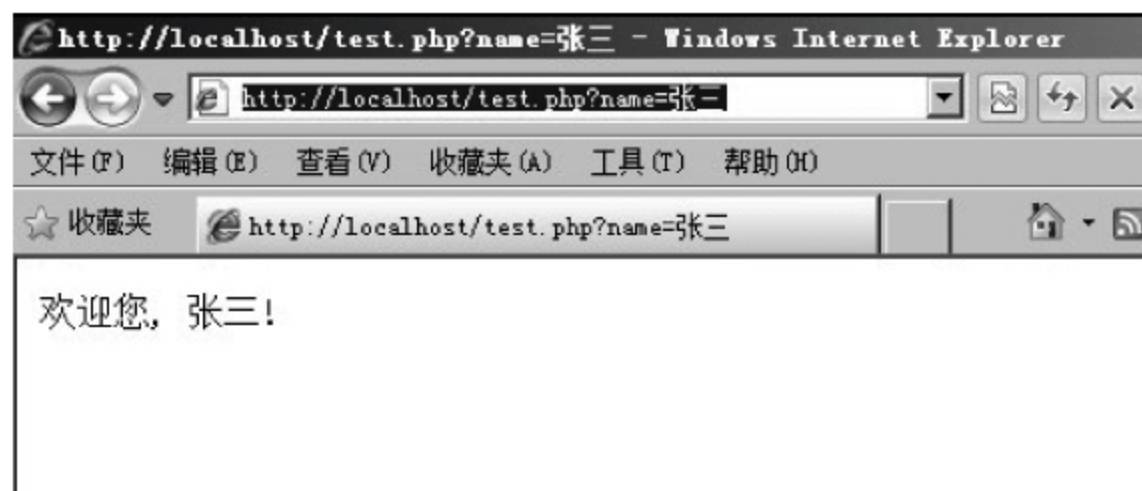 http://localhost/test.php?name=张三 - Windows Internet Explorer
http://localhost/test.php?name=张三
文件(F) 编辑(E) 查看(V) 收藏夹(A) 工具(T) 帮助(H)
收藏夹 http://localhost/test.php?name=张三
欢迎您, 张三!